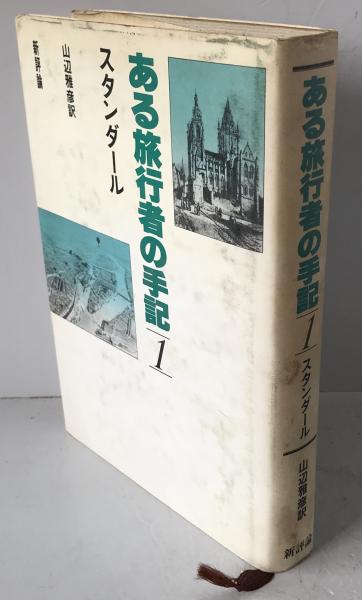 ある旅行者の手記
1
スタンダール
山辺雅彦訳
新評論
ある旅行者の手記
1
スタンダール
山辺雅彦訳
新評論